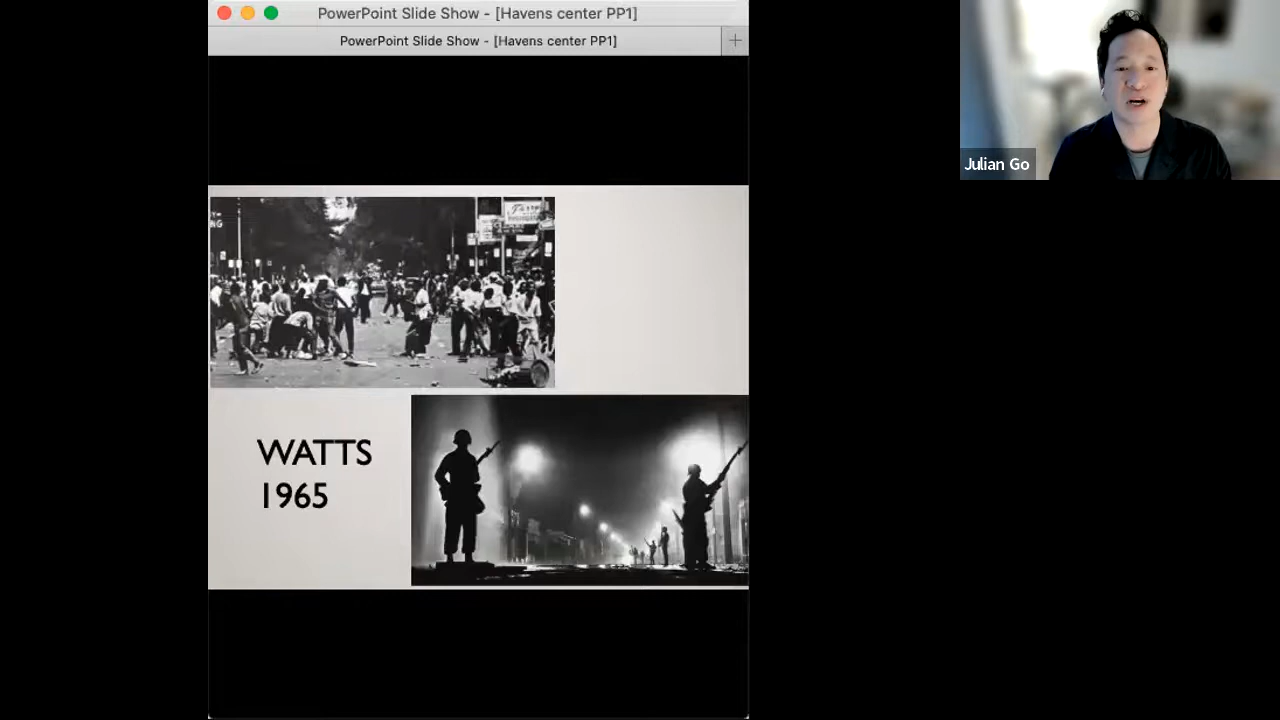 PowerPoint Slide Show - [Havens center PP1]
PowerPoint Slide Show - [Havens center PP1]
Julian Go
WATTS
1965